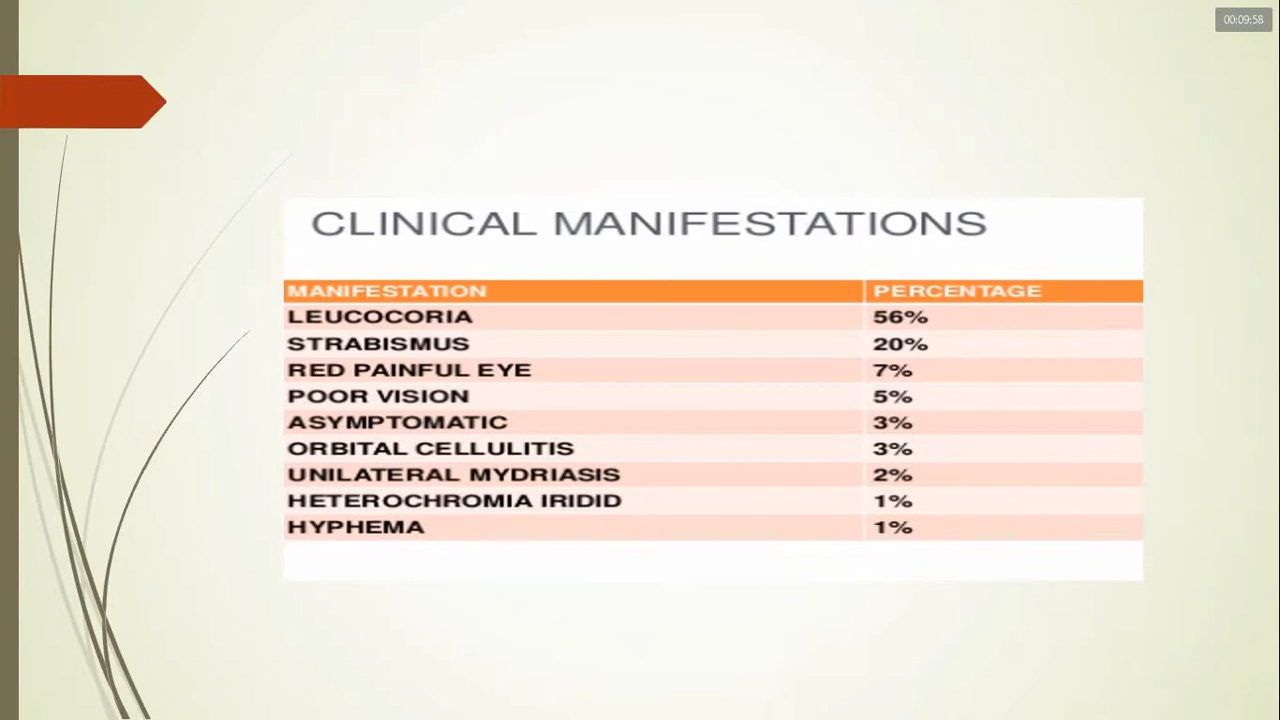 00:09:58
CLINICAL MANIFESTATIONS
MANIFESTATION PERCENTAGE
LEUCOCORIA 56%
STRABISMUS 20%
RED PAINFUL EYE 7%
POOR VISION 5%
ASYMPTOMATIC 3%
ORBITAL CELLULITIS 3%
UNILATERAL MYDRIASIS 2%
HETEROCHROMIA IRIDID 1%
HYPHEMA 1%